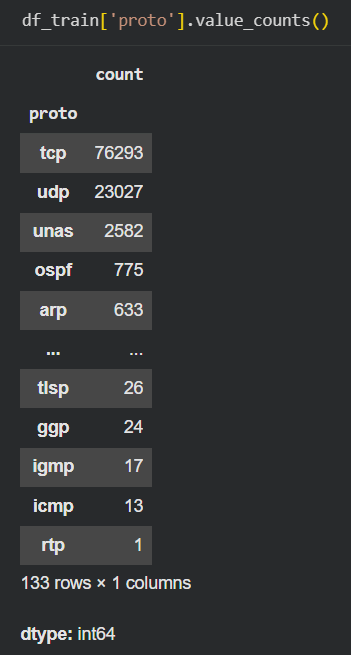 df_train['proto'].value_counts()
count
proto
tcp 76293
udp 23027
unas 2582
ospf 775
arp 633
... ...
tlsp 26
ggp 24
igmp 17
icmp 13
rtp 1
133 rows × 1 columns
dtype: int64